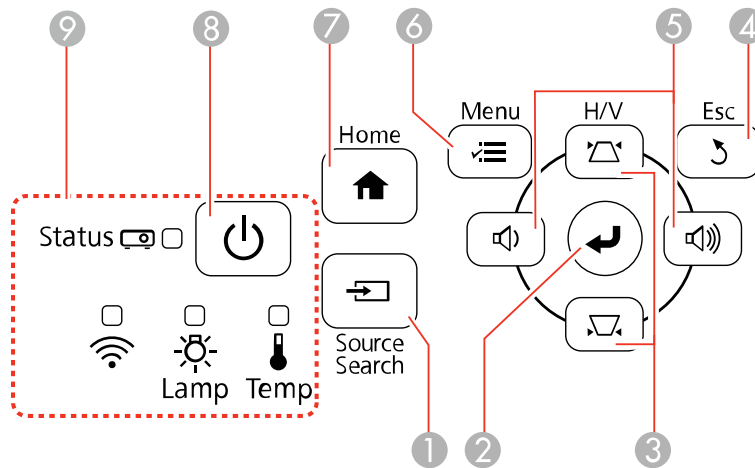 9 8 7 6 5 4
Menu H/V Esc
Home
Status
Source
Search
Lamp Temp
1 2 3